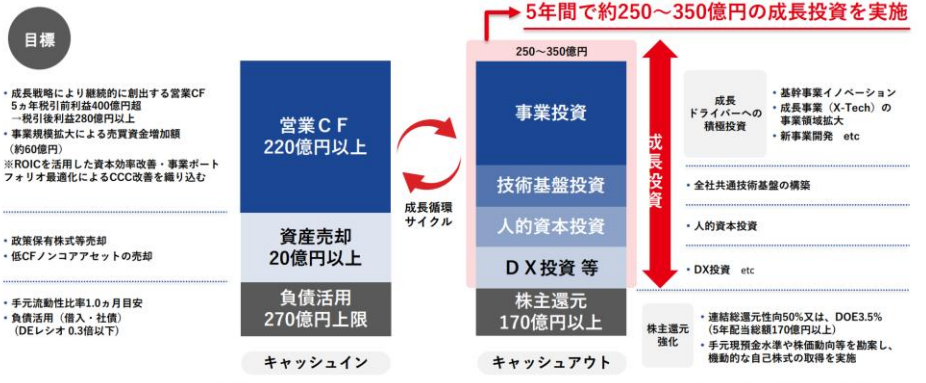 5年間で約250～350億円の成長投資を実施
目標
・成長戦略により継続的に創出する営業CF
5ヵ年税引前利益400億円超
→税引後利益280億円以上
・事業規模拡大による売買資金増加額
（約60億円）
※ROICを活用した資本効率改善・事業ポート
フォリオ最適化によるCCC改善を織り込む
・政策保有株式等売却
・低CFノンコアアセットの売却
・手元流動性比率1.0ヵ月目安
・負債活用（借入・社債）
（DEレシオ 0.3倍以下）
営業ＣＦ
220億円以上
資産売却
20億円以上
負債活用
270億円上限
キャッシュイン
成長循環
サイクル
250～350億円
事業投資
技術基盤投資
人的資本投資
ＤＸ投資 等
株主還元
170億円以上
キャッシュアウト
成長投資
成長
ドライバーへの
積極投資
・基幹事業イノベーション
・成長事業（X-Tech）の
事業領域拡大
・新事業開発 etc
・全社共通技術基盤の構築
・人的資本投資
・DX投資 etc
株主還元
強化
・連結総還元性向50%又は、DOE3.5%
（5年配当総額170億円以上）
・手元現預金水準や株価動向等を勘案し、
機動的な自己株式の取得を実施